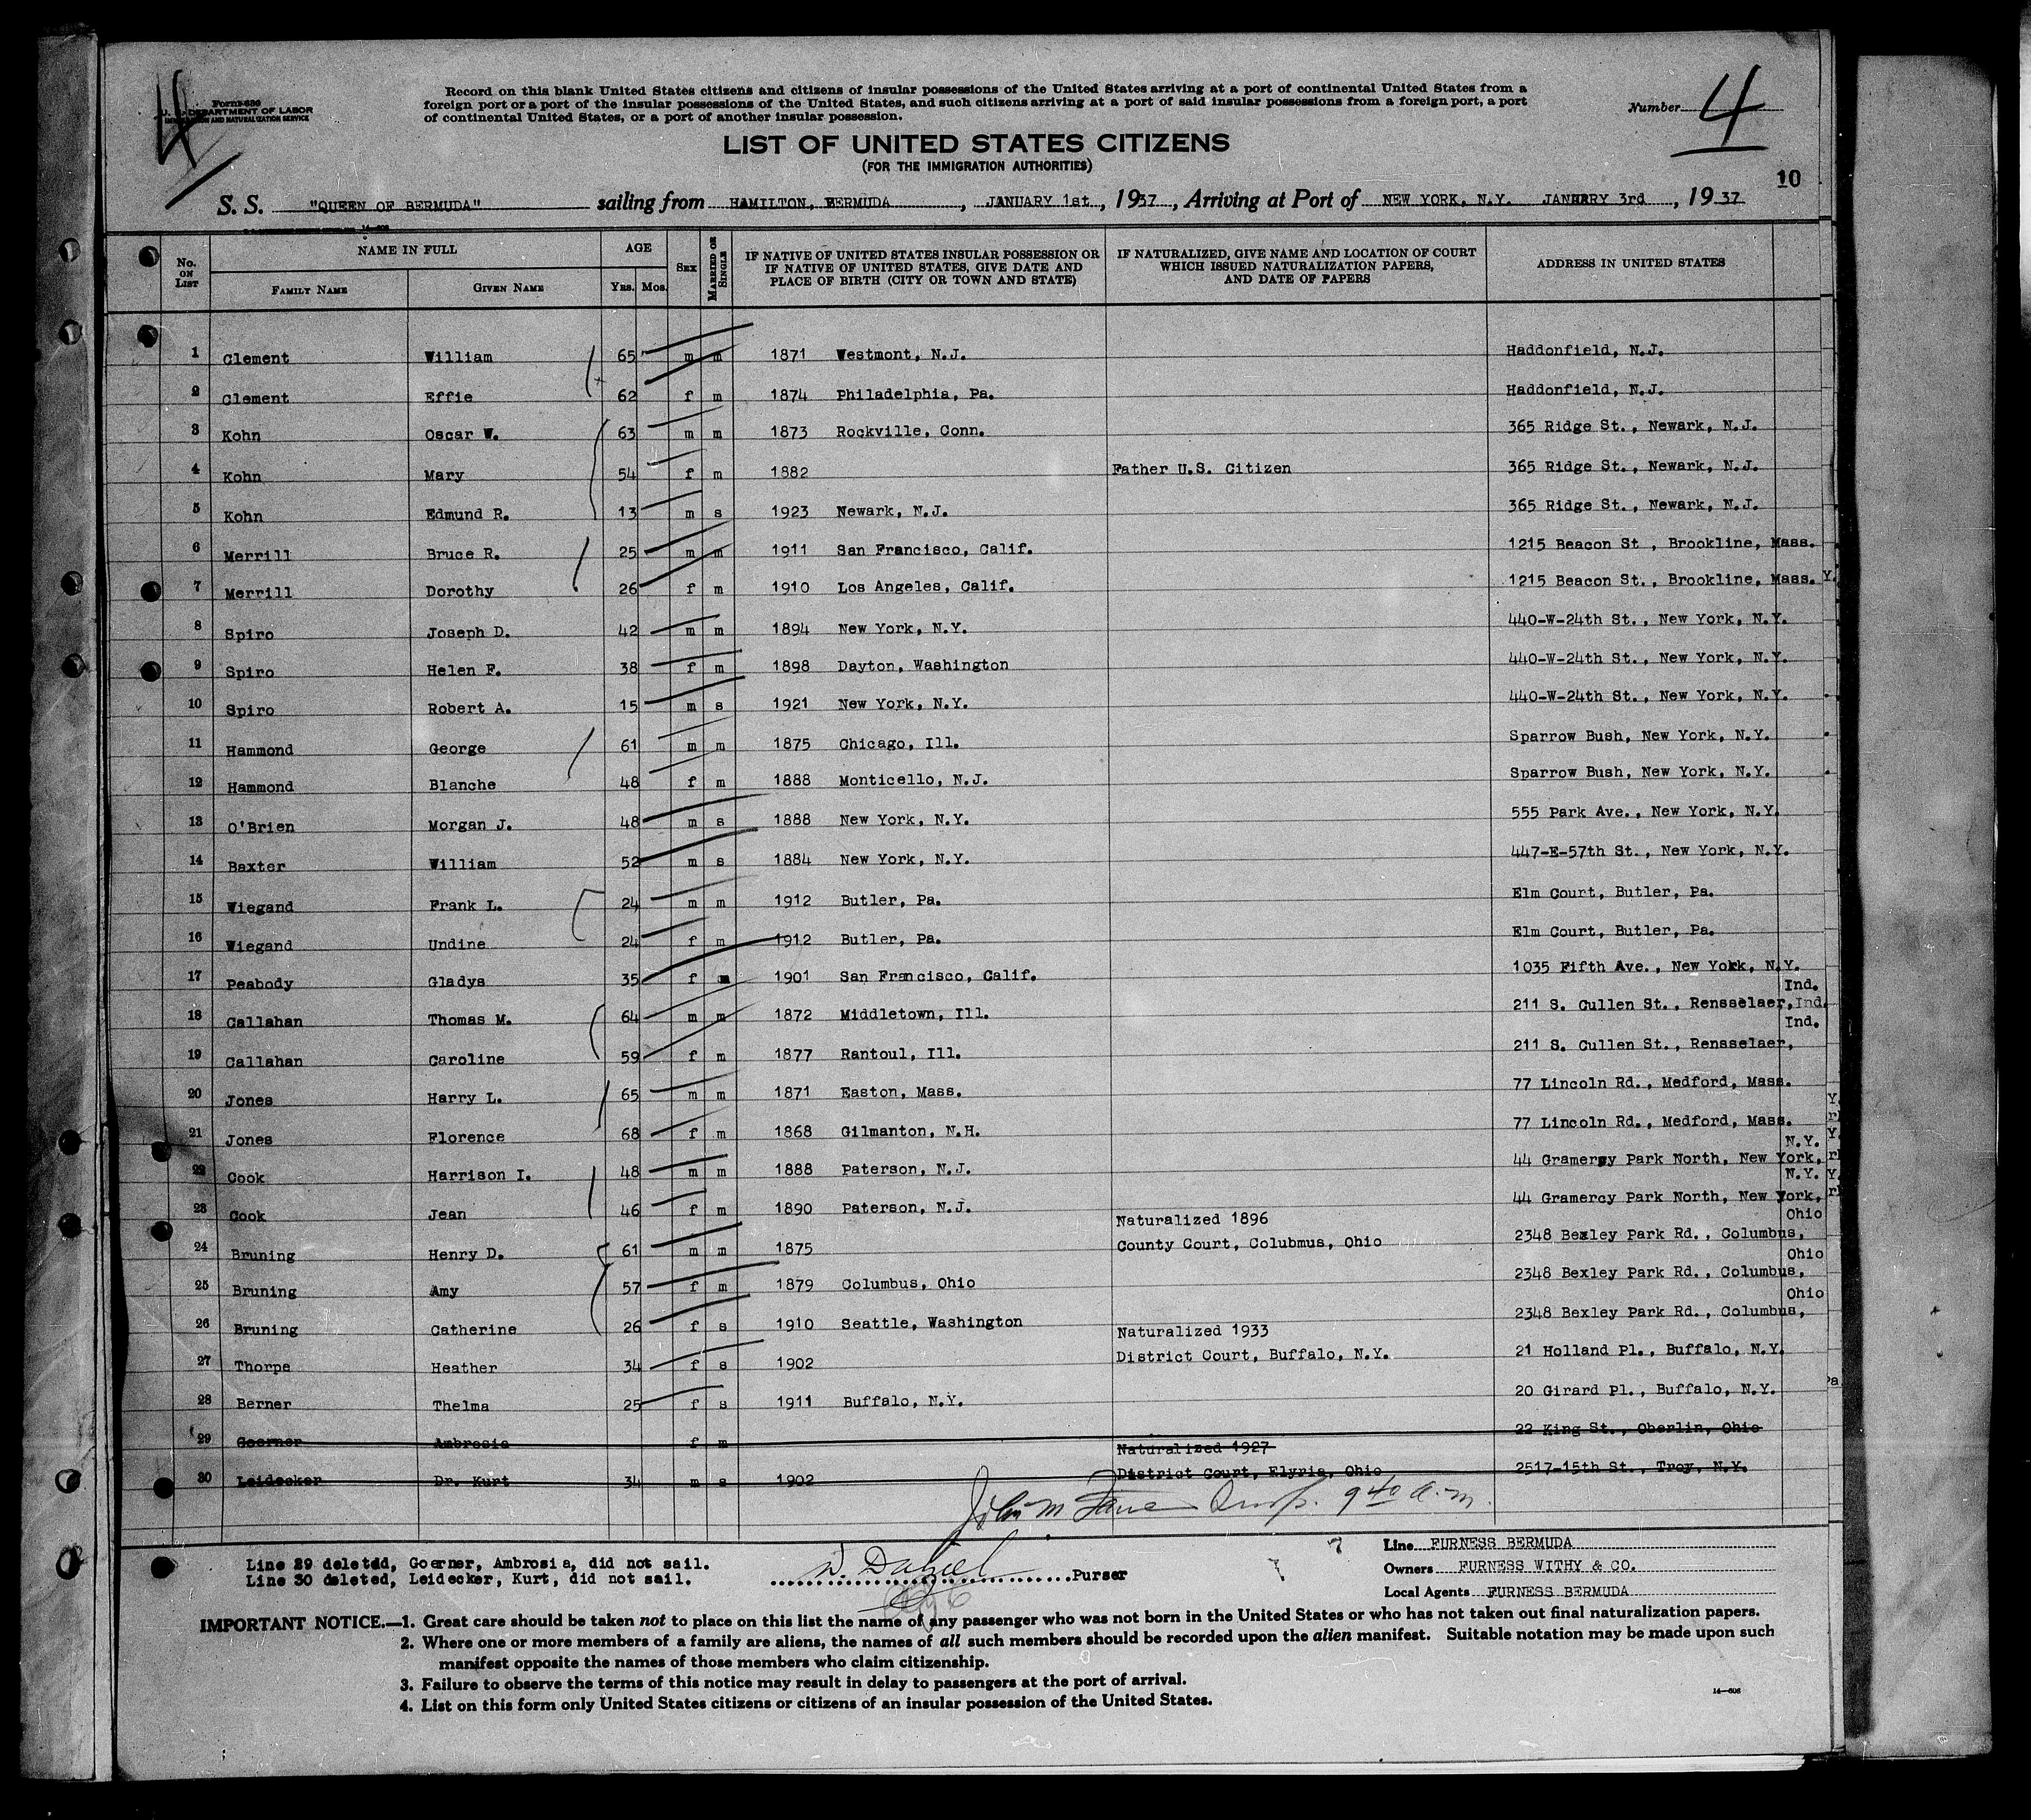 Form 630
U. S. DEPARTMENT OF LABOR
IMMIGRATION AND NATURALIZATION SERVICE
4
Record on this blank United States citizens and citizens of insular possessions of the United States arriving at a port of continental United States from a
foreign port or a port of the insular possessions of the United States, and such citizens arriving at a port of said insular possessions from a foreign port, a port
of continental United States, or a port of another insular possession.
Number 4
LIST OF UNITED STATES CITIZENS
(FOR THE IMMIGRATION AUTHORITIES)
10
S. S. "QUEEN OF BERMUDA" sailing from HAMILTON, BERMUDA, JANUARY 1st, 1937, Arriving at Port of NEW YORK, N.Y. JANUARY 3rd, 1937
No. ON LIST NAME IN FULL FAMILY NAME GIVEN NAME AGE YRS. MOS. SEX MARRIED OR SINGLE IF NATIVE OF UNITED STATES INSULAR POSSESSION OR IF NATIVE OF UNITED STATES, GIVE DATE AND PLACE OF BIRTH (CITY OR TOWN AND STATE) IF NATURALIZED, GIVE NAME AND LOCATION OF COURT WHICH ISSUED NATURALIZATION PAPERS, AND DATE OF PAPERS ADDRESS IN UNITED STATES
1 Clement William 65 m m 1871 Westmont, N.J. Haddonfield, N.J.
2 Clement Effie 62 f m 1874 Philadelphia, Pa. Haddonfield, N.J.
3 Kohn Oscar W. 63 m m 1873 Rockville, Conn. 365 Ridge St., Newark, N.J.
4 Kohn Mary 54 f m 1882 Father U.S. Citizen 365 Ridge St., Newark, N.J.
5 Kohn Edmund R. 13 m s 1923 Newark, N.J. 365 Ridge St., Newark, N.J.
6 Merrill Bruce R. 25 m m 1911 San Francisco, Calif. 1215 Beacon St , Brookline, Mass.
7 Merrill Dorothy 26 f m 1910 Los Angeles, Calif. 1215 Beacon St., Brookline, Mass.
8 Spiro Joseph D. 42 m m 1894 New York, N.Y. 440-W-24th St., New York, N.Y.
9 Spiro Helen F. 38 f m 1898 Dayton, Washington 440-W-24th St., New York, N.Y.
10 Spiro Robert A. 15 m s 1921 New York, N.Y. 440-W-24th St., New York, N.Y.
11 Hammond George 61 m m 1875 Chicago, Ill. Sparrow Bush, New York, N.Y.
12 Hammond Blanche 48 f m 1888 Monticello, N.J. Sparrow Bush, New York, N.Y.
13 O'Brien Morgan J. 48 m s 1888 New York, N.Y. 555 Park Ave., New York, N.Y.
14 Baxter William 52 m s 1884 New York, N.Y. 447-E-57th St., New York, N.Y.
15 Wiegand Frank L. 24 m m 1912 Butler, Pa. Elm Court, Butler, Pa.
16 Wiegand Undine 24 f m 1912 Butler, Pa. Elm Court, Butler, Pa.
17 Peabody Gladys 35 f 1901 San Francisco, Calif. 1035 Fifth Ave., New York, N.Y.
Ind.
18 Callahan Thomas M. 64 m m 1872 Middletown, Ill. 211 S. Cullen St., Rensselaer, Ind.
Ind.
19 Callahan Caroline 59 f m 1877 Rantoul, Ill. 211 S. Cullen St., Rensselaer,
20 Jones Harry L. 65 m m 1871 Easton, Mass. 77 Lincoln Rd., Medford, Mass.
21 Jones Florence 68 f m 1868 Gilmanton, N.H. 77 Lincoln Rd., Medford, Mass.
N.Y.
22 Cook Harrison I. 48 m m 1888 Paterson, N.J. 44 Gramercy Park North, New York,
N.Y.
23 Cook Jean 46 f m 1890 Paterson, N.J. 44 Gramercy Park North, New York,
Naturalized 1896 Ohio
24 Bruning Henry D. 61 m m 1875 County Court, Colubmus, Ohio 2348 Bexley Park Rd., Columbus,
Ohio
25 Bruning Amy 57 f m 1879 Columbus, Ohio 2348 Bexley Park Rd., Columbus,
Ohio
26 Bruning Catherine 26 f s 1910 Seattle, Washington 2348 Bexley Park Rd., Columbus,
Naturalized 1933
27 Thorpe Heather 34 f s 1902 District Court, Buffalo, N.Y. 21 Holland Pl., Buffalo, N.Y.
28 Berner Thelma 25 f s 1911 Buffalo, N.Y. 20 Girard Pl., Buffalo, N.Y.
29 Goerner Ambrosia f m 22 King St., Oberlin, Ohio
Naturalized 1927
30 Leidecker Dr. Kurt 34 m s 1902 District Court, Elyria, Ohio 2517-15th St., Troy, N.Y.
John M Insp. 9 40 a.m.
Line 29 deleted, Goerner, Ambrosia, did not sail.
Line 30 deleted, Leidecker, Kurt, did not sail.
Purser
Line FURNESS BERMUDA
Owners FURNESS WITHY & CO.
Local Agents FURNESS BERMUDA
IMPORTANT NOTICE.—1. Great care should be taken not to place on this list the name of any passenger who was not born in the United States or who has not taken out final naturalization papers.
2. Where one or more members of a family are aliens, the names of all such members should be recorded upon the alien manifest. Suitable notation may be made upon such
manifest opposite the names of those members who claim citizenship.
3. Failure to observe the terms of this notice may result in delay to passengers at the port of arrival.
4. List on this form only United States citizens or citizens of an insular possession of the United States.